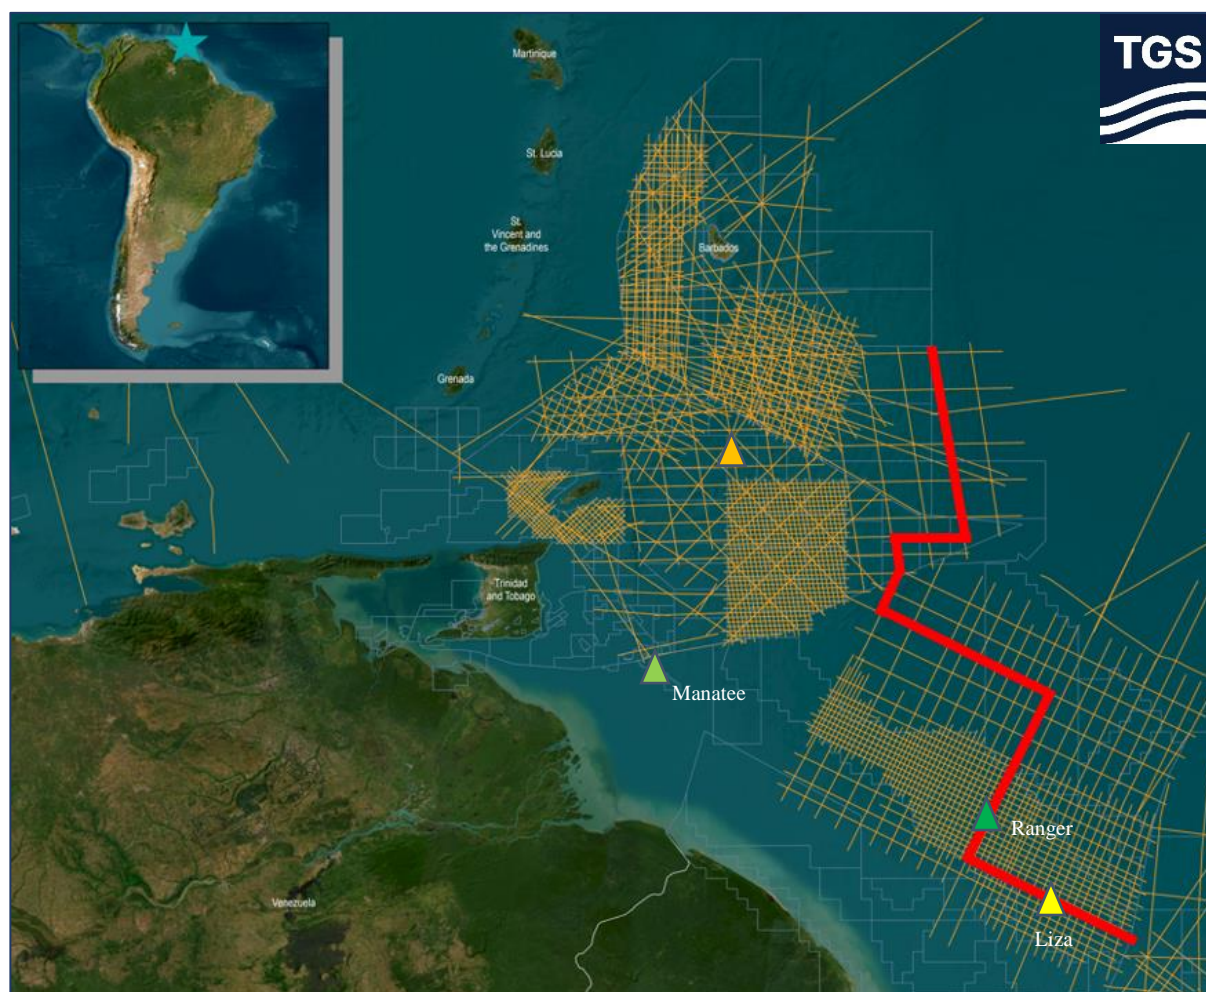 TGS
Martinique
St. Lucia
St.
Vincent and
the Grenadines
Barbados
Grenada
Trinidad
and Tobago
Manatee
Ranger
Venezuela
Liza